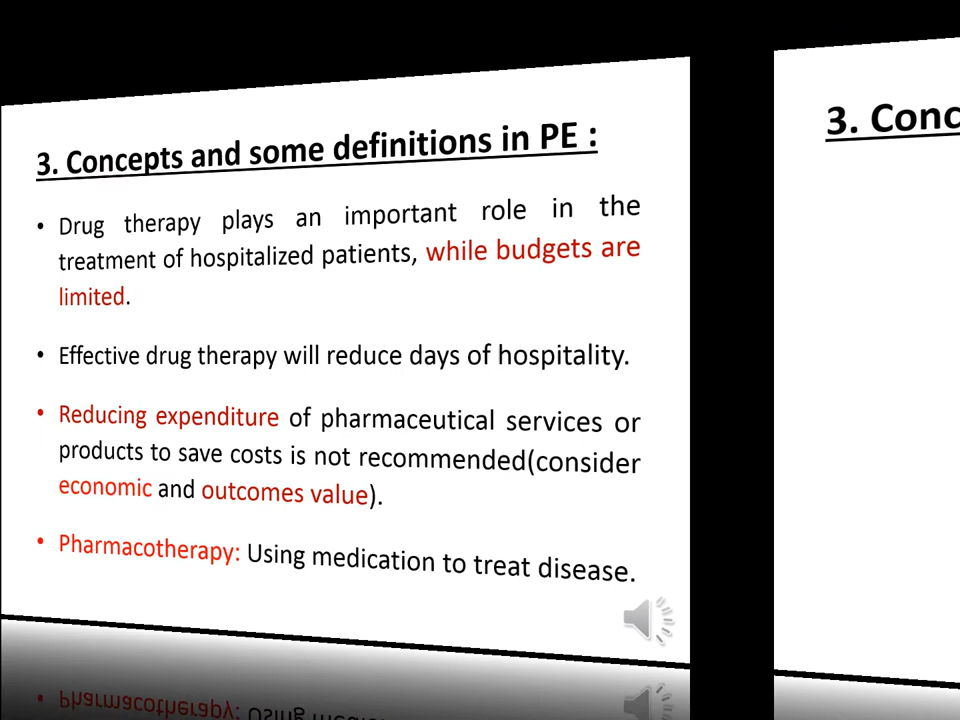 3. Concepts and some definitions in PE :
• Drug therapy plays an important role in the
treatment of hospitalized patients, while budgets are
limited.
• Effective drug therapy will reduce days of hospitality.
• Reducing expenditure of pharmaceutical services or
products to save costs is not recommended(consider
economic and outcomes value).
• Pharmacotherapy: Using medication to treat disease.
3. Conc